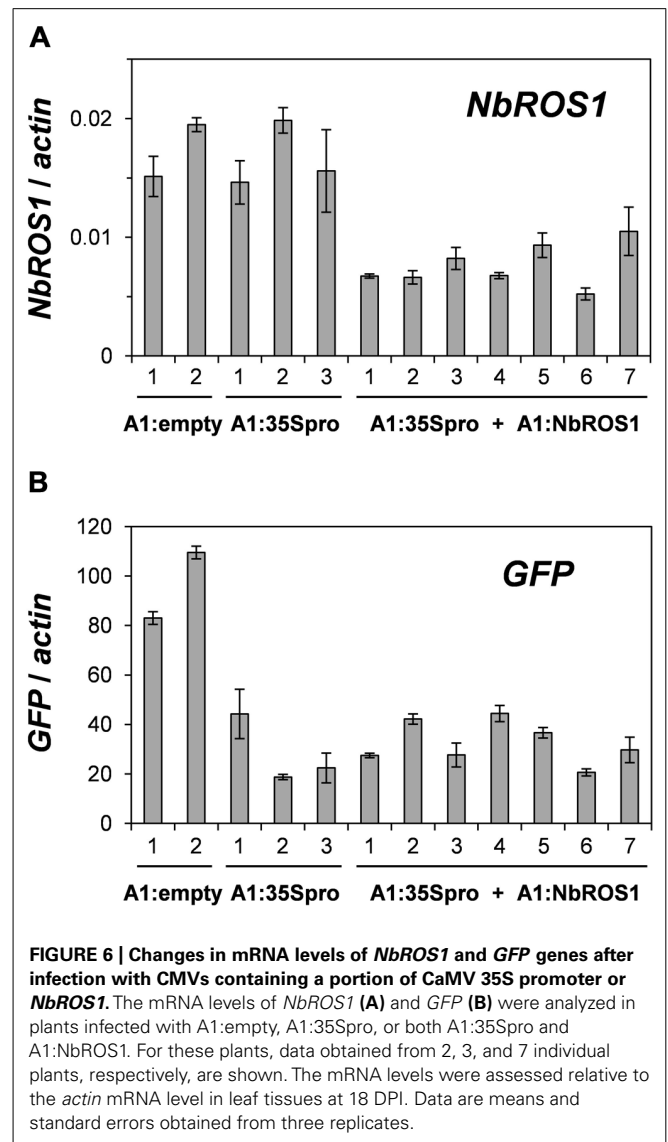 A
NbROS1
NbROS1 / actin
0.02
0.01
0
1 2 1 2 3 1 2 3 4 5 6 7
A1:empty A1:35Spro A1:35Spro + A1:NbROS1
B
GFP
GFP / actin
120
100
80
60
40
20
0
1 2 1 2 3 1 2 3 4 5 6 7
A1:empty A1:35Spro A1:35Spro + A1:NbROS1
FIGURE 6 | Changes in mRNA levels of NbROS1 and GFP genes after
infection with CMVs containing a portion of CaMV 35S promoter or
NbROS1. The mRNA levels of NbROS1 (A) and GFP (B) were analyzed in
plants infected with A1:empty, A1:35Spro, or both A1:35Spro and
A1:NbROS1. For these plants, data obtained from 2, 3, and 7 individual
plants, respectively, are shown. The mRNA levels were assessed relative to
the actin mRNA level in leaf tissues at 18 DPI. Data are means and
standard errors obtained from three replicates.